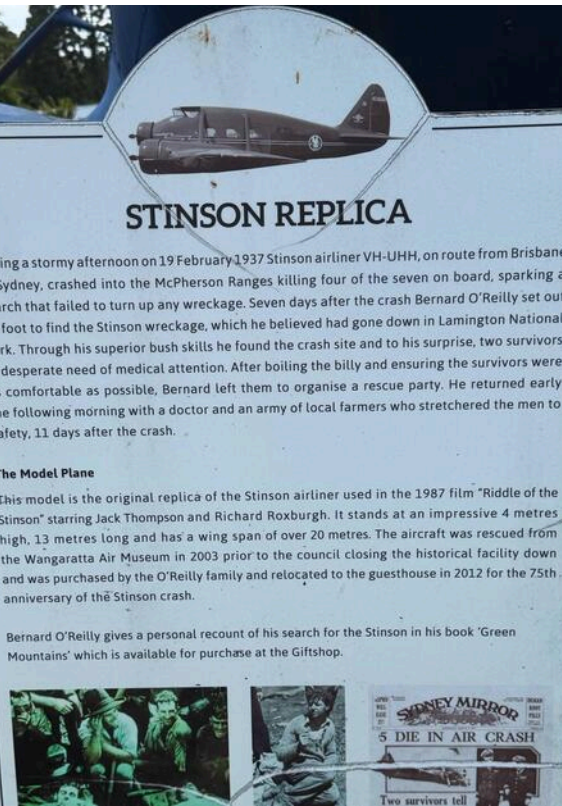 STINSON REPLICA
ing a stormy afternoon on 19 February 1937 Stinson airliner VH-UHH, on route from Brisbane
Sydney, crashed into the McPherson Ranges killing four of the seven on board, sparking a
rch that failed to turn up any wreckage. Seven days after the crash Bernard O'Reilly set out
foot to find the Stinson wreckage, which he believed had gone down in Lamington National
rk. Through his superior bush skills he found the crash site and to his surprise, two survivors
desperate need of medical attention. After boiling the billy and ensuring the survivors were
comfortable as possible, Bernard left them to organise a rescue party. He returned early
e following morning with a doctor and an army of local farmers who stretchered the men to
afety, 11 days after the crash.
The Model Plane
This model is the original replica of the Stinson airliner used in the 1987 film "Riddle of the
Stinson" starring Jack Thompson and Richard Roxburgh. It stands at an impressive 4 metres
high, 13 metres long and has a wing span of over 20 metres. The aircraft was rescued from
the Wangaratta Air Museum in 2003 prior to the council closing the historical facility down
and was purchased by the O'Reilly family and relocated to the guesthouse in 2012 for the 75th
anniversary of the Stinson crash.
Bernard O'Reilly gives a personal recount of his search for the Stinson in his book 'Green
Mountains' which is available for purchase at the Giftshop.
SYDNEY MIRROR
5 DIE IN AIR CRASH
Two survivors tell